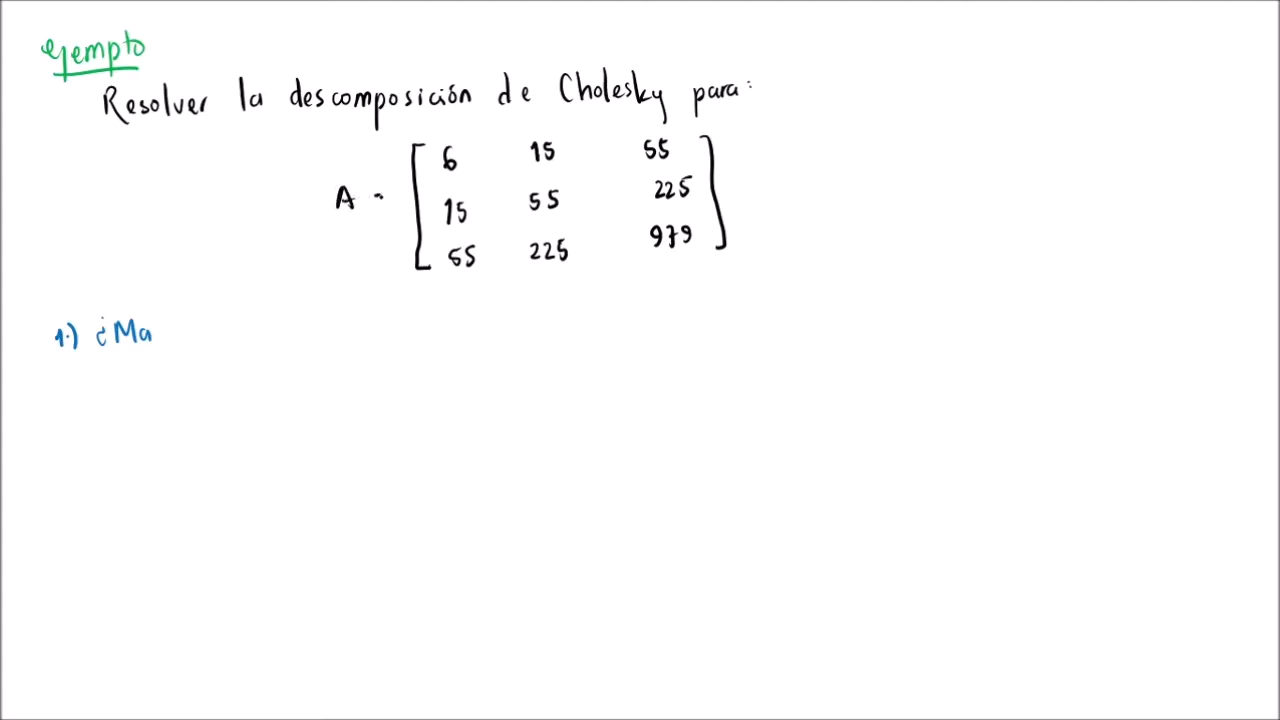 ejemplo
Resolver la descomposición de Cholesky para:
A = [ 6 15 55
15 55 225
55 225 979 ]
1.) ¿Ma